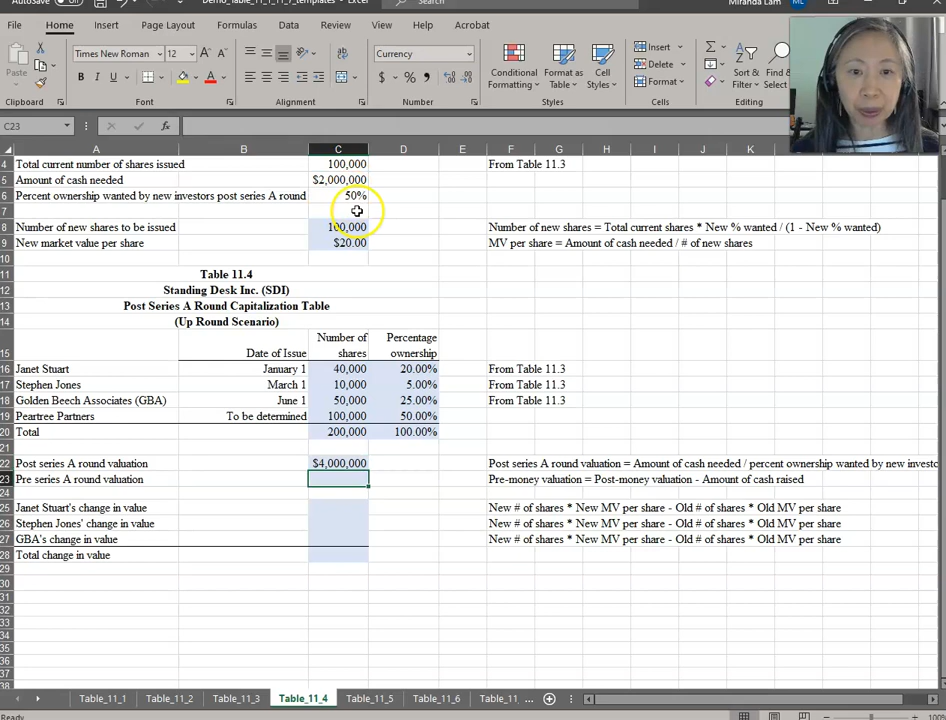 AutoSave Off Demo_Table_11_1_11_7_templates - Excel Miranda Lam ML
File Home Insert Draw Page Layout Formulas Data Review View Help Acrobat
Times New Roman 12 Currency
Paste Conditional Formatting Format as Table Cell Styles Insert Delete Format Sort & Find &
Clipboard Font Alignment Number Styles Cells Editing
C23 fx
A B C D E F G H I J K
4 Total current number of shares issued 100,000 From Table 11.3
5 Amount of cash needed $2,000,000
6 Percent ownership wanted by new investors post series A round 50%
7
8 Number of new shares to be issued 100,000 Number of new shares = Total current shares * New % wanted / (1 - New % wanted)
9 New market value per share $20.00 MV per share = Amount of cash needed / # of new shares
10
11 Table 11.4
12 Standing Desk Inc. (SDI)
13 Post Series A Round Capitalization Table
14 (Up Round Scenario)
15 Date of Issue Number of shares Percentage ownership
16 Janet Stuart January 1 40,000 20.00% From Table 11.3
17 Stephen Jones March 1 10,000 5.00% From Table 11.3
18 Golden Beech Associates (GBA) June 1 50,000 25.00% From Table 11.3
19 Peartree Partners To be determined 100,000 50.00%
20 Total 200,000 100.00%
21
22 Post series A round valuation $4,000,000 Post series A round valuation = Amount of cash needed / percent ownership wanted by new investo
23 Pre series A round valuation Pre-money valuation = Post-money valuation - Amount of cash raised
24
25 Janet Stuart's change in value New # of shares * New MV per share - Old # of shares * Old MV per share
26 Stephen Jones' change in value New # of shares * New MV per share - Old # of shares * Old MV per share
27 GBA's change in value New # of shares * New MV per share - Old # of shares * Old MV per share
28 Total change in value
29
30
31
32
33
34
35
36
37
38
Table_11_1 Table_11_2 Table_11_3 Table_11_4 Table_11_5 Table_11_6 Table_11 ...
Ready 100%